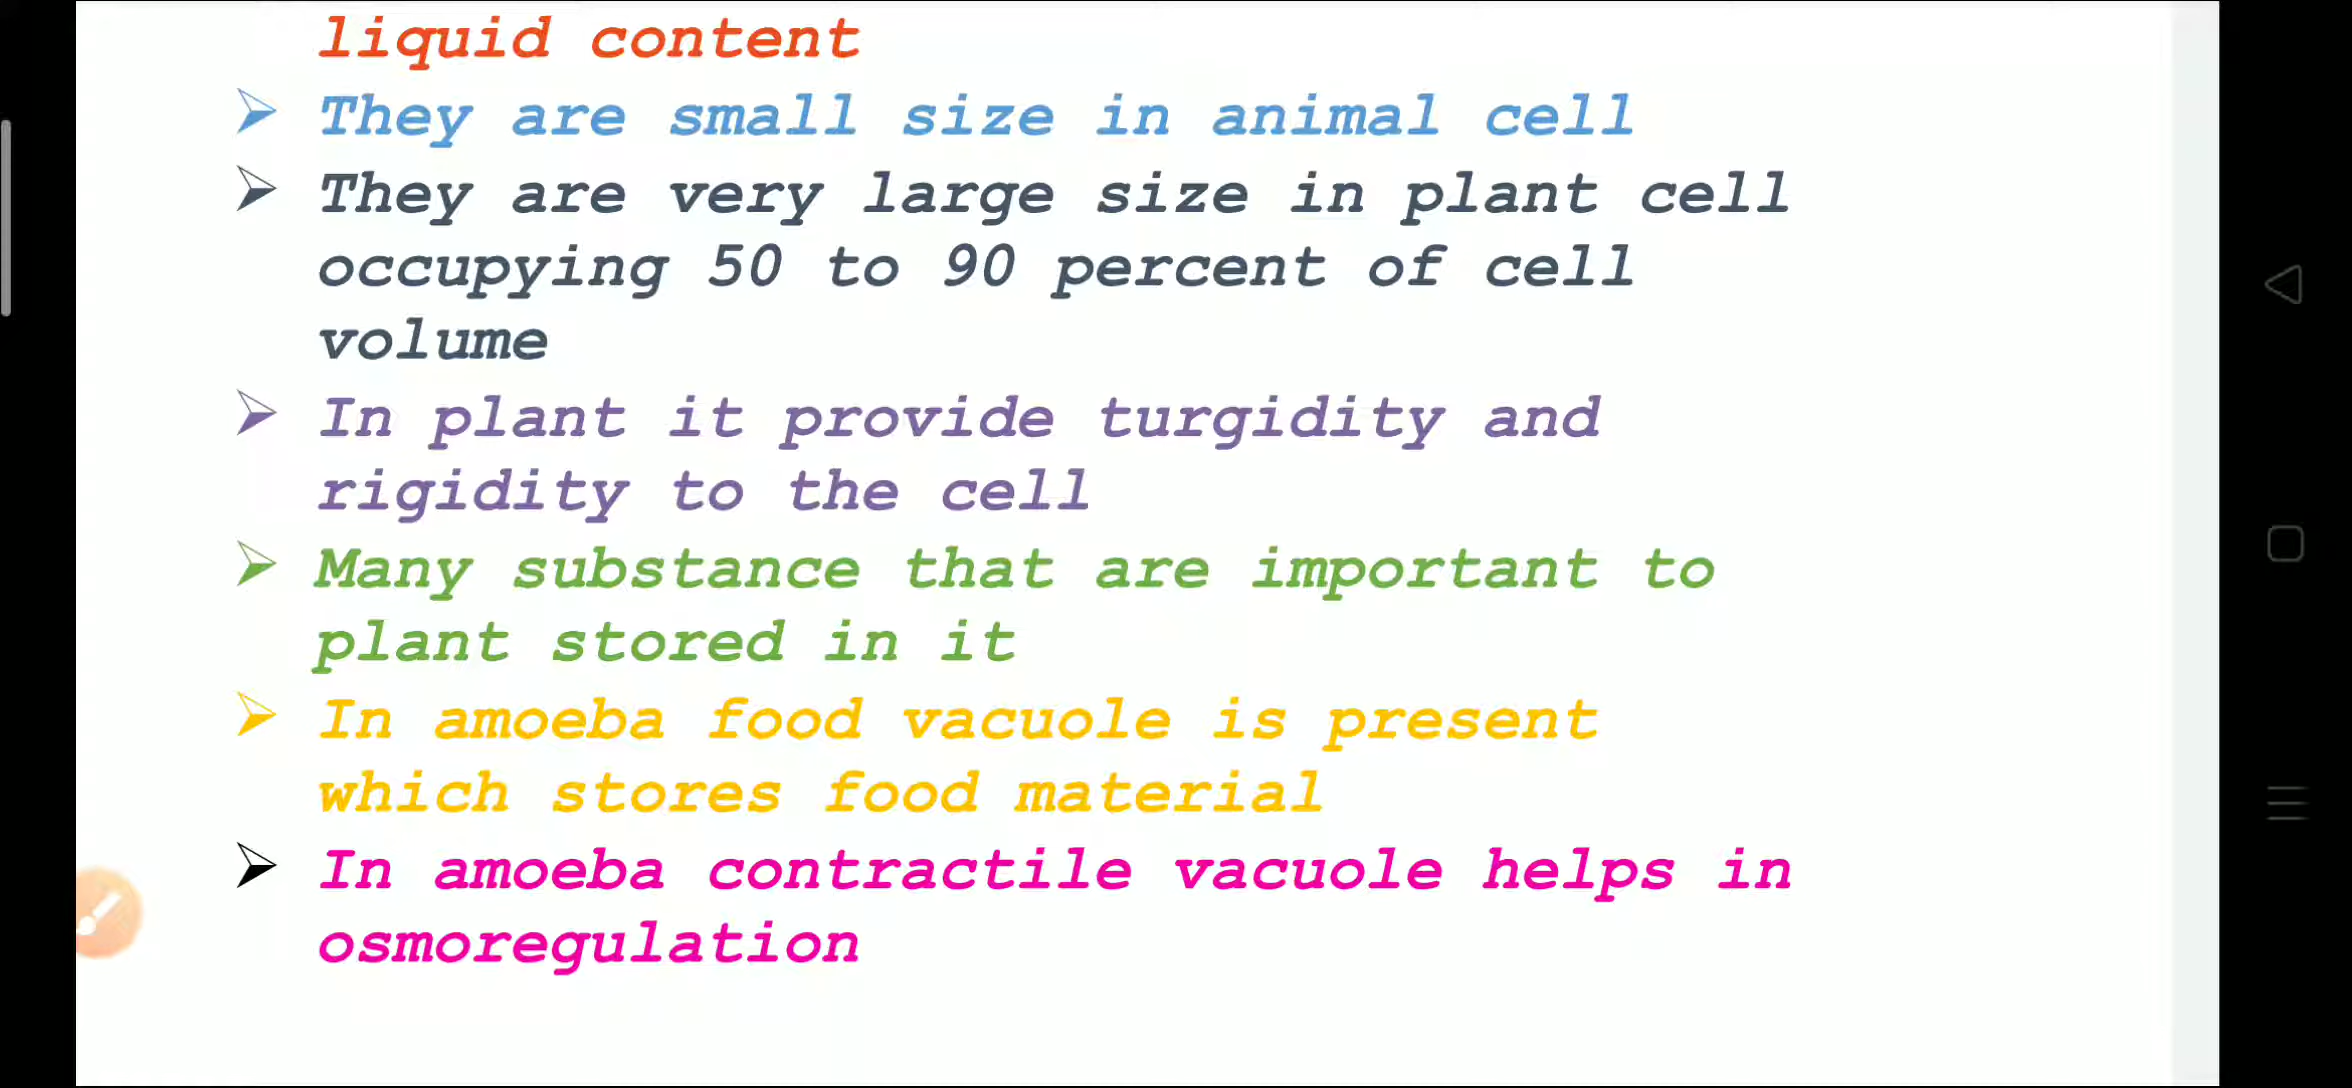 liquid content
➢ They are small size in animal cell
➢ They are very large size in plant cell
occupying 50 to 90 percent of cell
volume
➢ In plant it provide turgidity and
rigidity to the cell
➢ Many substance that are important to
plant stored in it
➢ In amoeba food vacuole is present
which stores food material
➢ In amoeba contractile vacuole helps in
osmoregulation